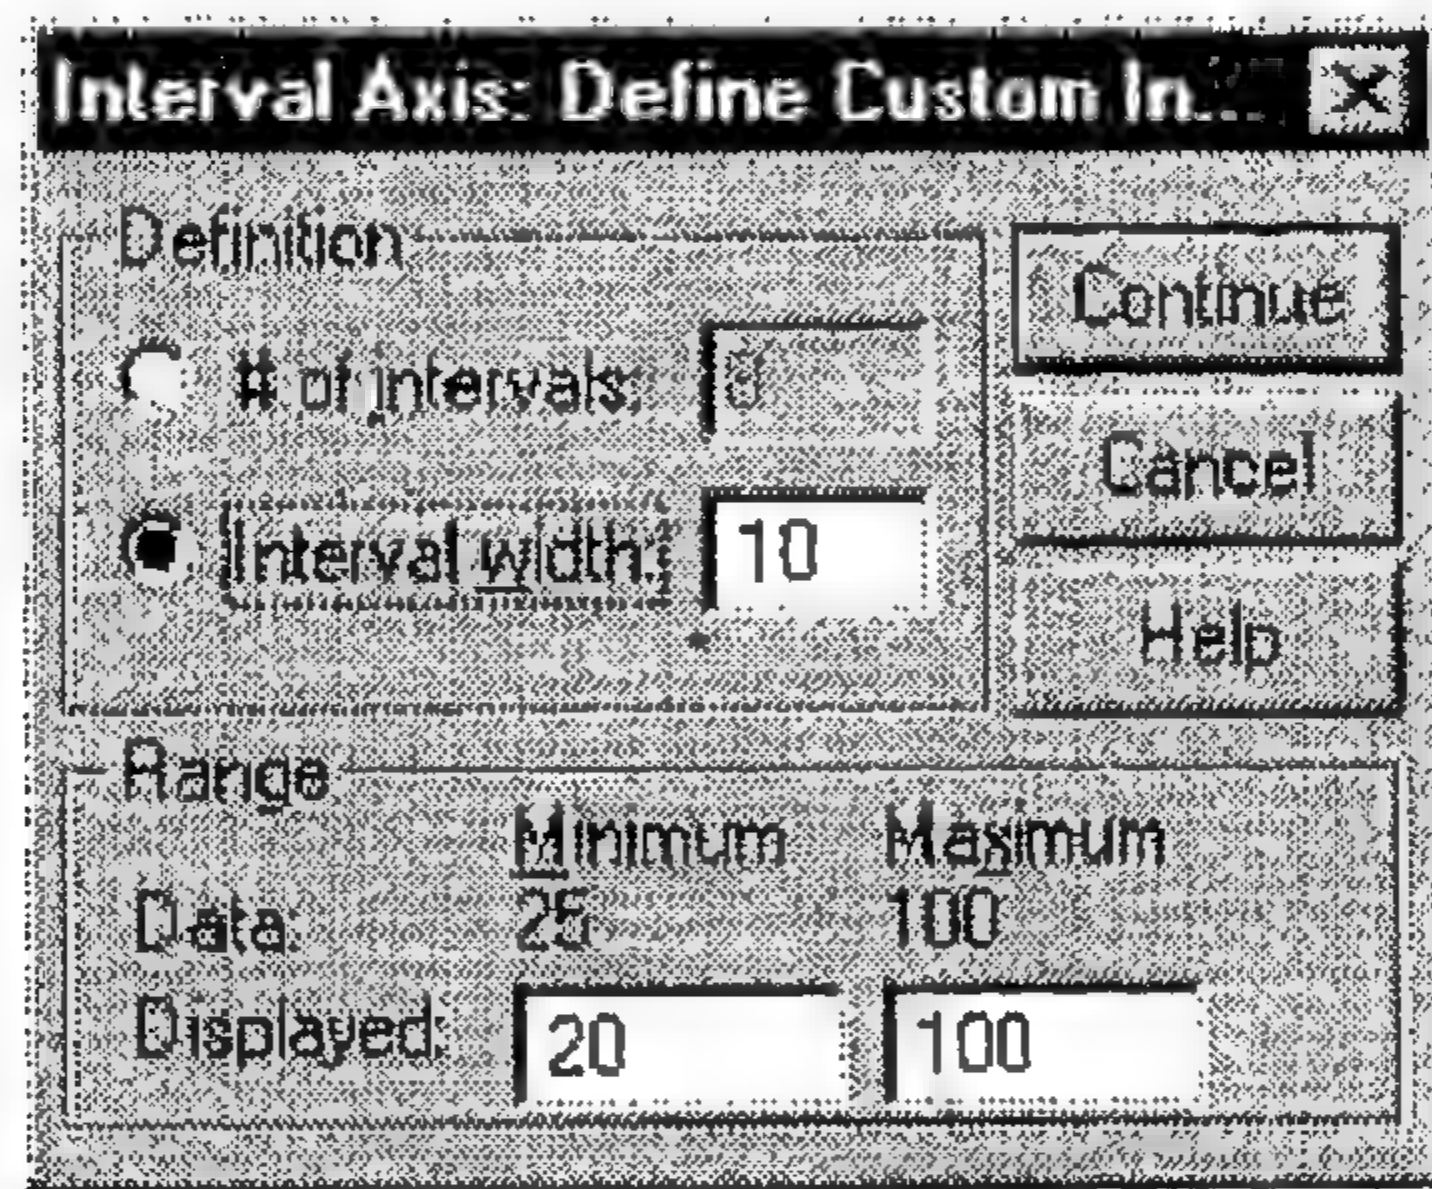 Interval Axis: Define Custom In...
Definition
# of intervals: 8
Interval width: 10
Continue
Cancel
Help
Range
Minimum Maximum
Data: 25 100
Displayed: 20 100